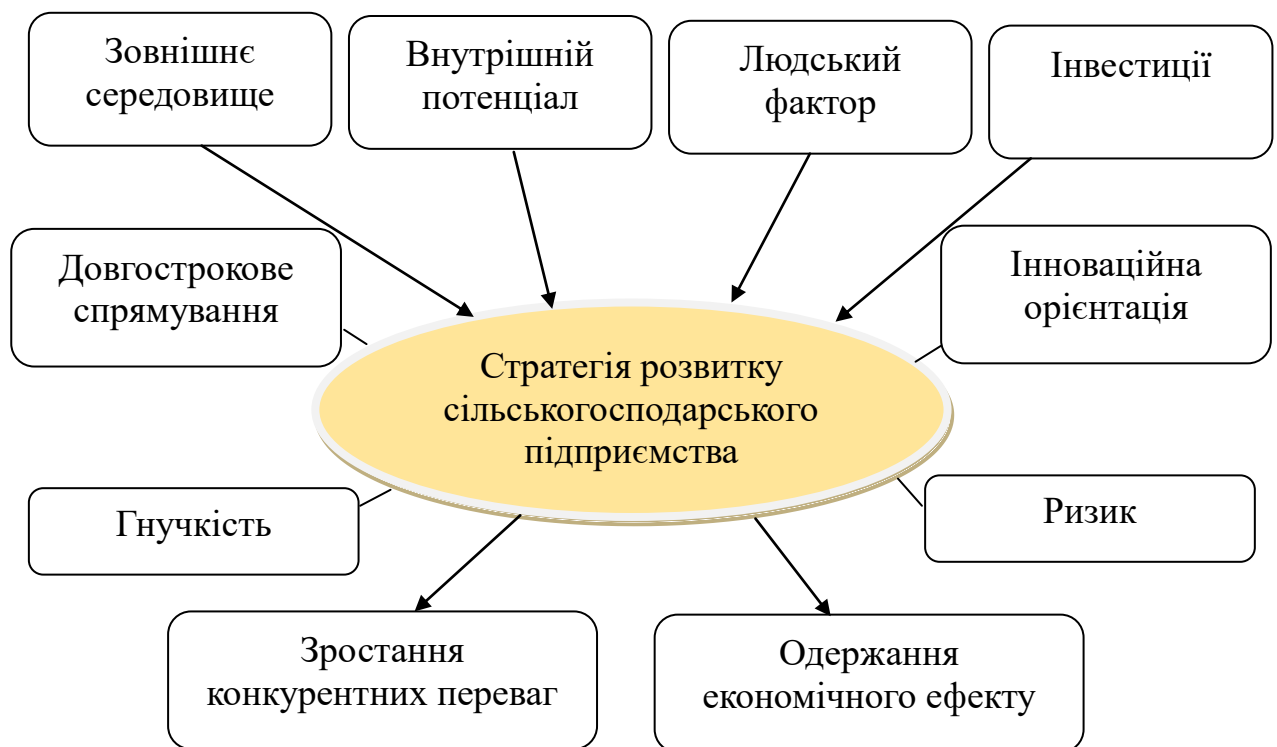 Зовнішнє
середовище
Внутрішній
потенціал
Людський
фактор
Інвестиції
Довгострокове
спрямування
Інноваційна
орієнтація
Стратегія розвитку
сільськогосподарського
підприємства
Гнучкість
Ризик
Зростання
конкурентних переваг
Одержання
економічного ефекту